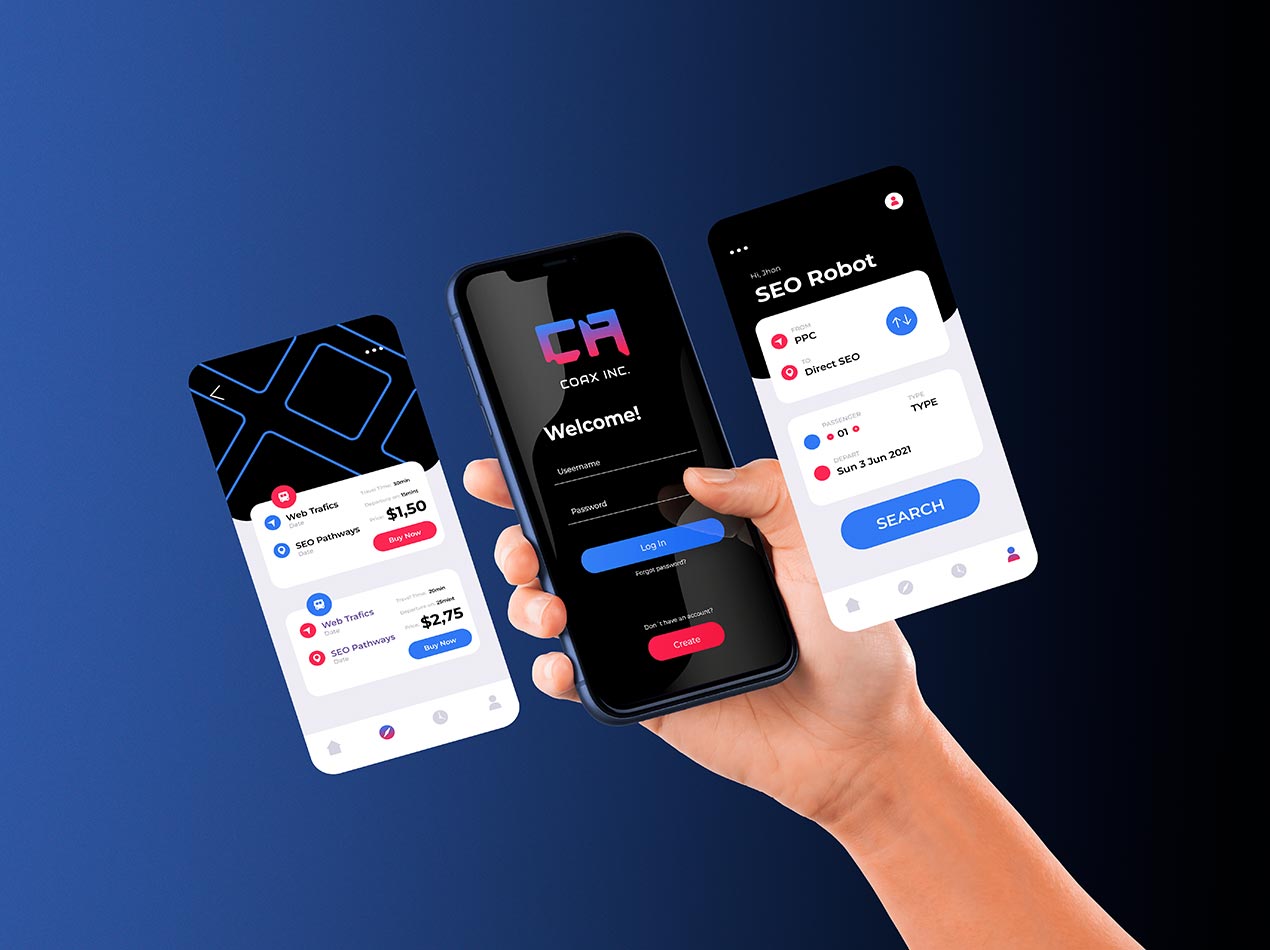 Web Trafics
Date
SEO Pathways
Date
Travel Time: 30min
Departure on: 15mint
Price: $1,50
Buy Now
Web Trafics
Date
SEO Pathways
Date
Travel Time: 20min
Departure on: 25mint
Price: $2,75
Buy Now
CA
COAX INC.
Welcome!
Useername
Password
Log In
Forgot password?
Don´t have an account?
Create
Hi, Jhon
SEO Robot
FROM
PPC
TO
Direct SEO
PASSENGER
01
TYPE
TYPE
DEPART
Sun 3 Jun 2021
SEARCH